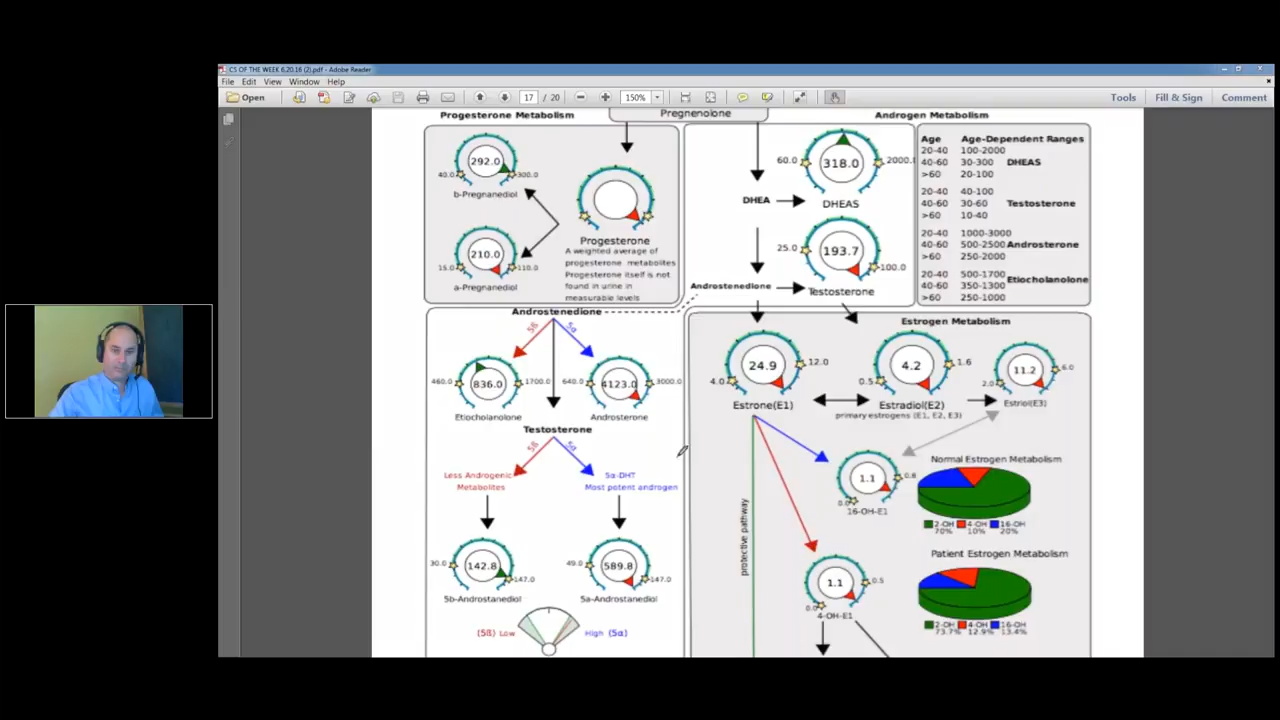 CS OF THE WEEK 6.20.16 (2).pdf - Adobe Reader
File Edit View Window Help
Open 17 / 20 150% Tools Fill & Sign Comment
Progesterone Metabolism
Pregnenolone
Androgen Metabolism
292.0
40.0 300.0
b-Pregnanediol
210.0
15.0 110.0
a-Pregnanediol
Progesterone
A weighted average of
progesterone metabolites
Progesterone itself is not
found in urine in
measurable levels
DHEA
318.0
60.0 2000.0
DHEAS
193.7
25.0 100.0
Androstenedione
Testosterone
Age Age-Dependent Ranges
20-40 100-2000
40-60 30-300 DHEAS
>60 20-100
20-40 40-100
40-60 30-60 Testosterone
>60 10-40
20-40 1000-3000
40-60 500-2500 Androsterone
>60 250-2000
20-40 500-1700
40-60 350-1300 Etiocholanolone
>60 250-1000
Androstenedione
5ß 5α
836.0
460.0 1700.0
Etiocholanolone
4123.0
640.0 3000.0
Androsterone
Testosterone
5ß 5α
Less Androgenic
Metabolites
5α-DHT
Most potent androgen
142.8
30.0 147.0
5b-Androstanediol
589.8
49.0 147.0
5a-Androstanediol
(5ß) Low High (5α)
Estrogen Metabolism
24.9
4.0 12.0
Estrone(E1)
4.2
0.5 1.6
Estradiol(E2)
11.2
2.0 6.0
Estriol(E3)
primary estrogens (E1, E2, E3)
1.1
0.0 0.8
16-OH-E1
protective pathway
1.1
0.0 0.5
4-OH-E1
Normal Estrogen Metabolism
2-OH 4-OH 16-OH
70% 10% 20%
Patient Estrogen Metabolism
2-OH 4-OH 16-OH
73.7% 12.9% 13.4%